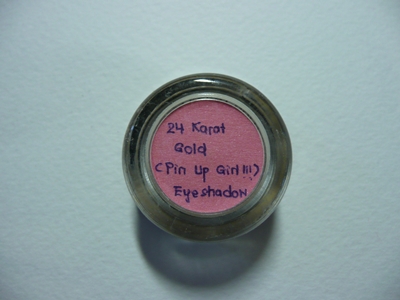 24 Karat
Gold
(Pin Up Girl!!!)
Eyeshadow